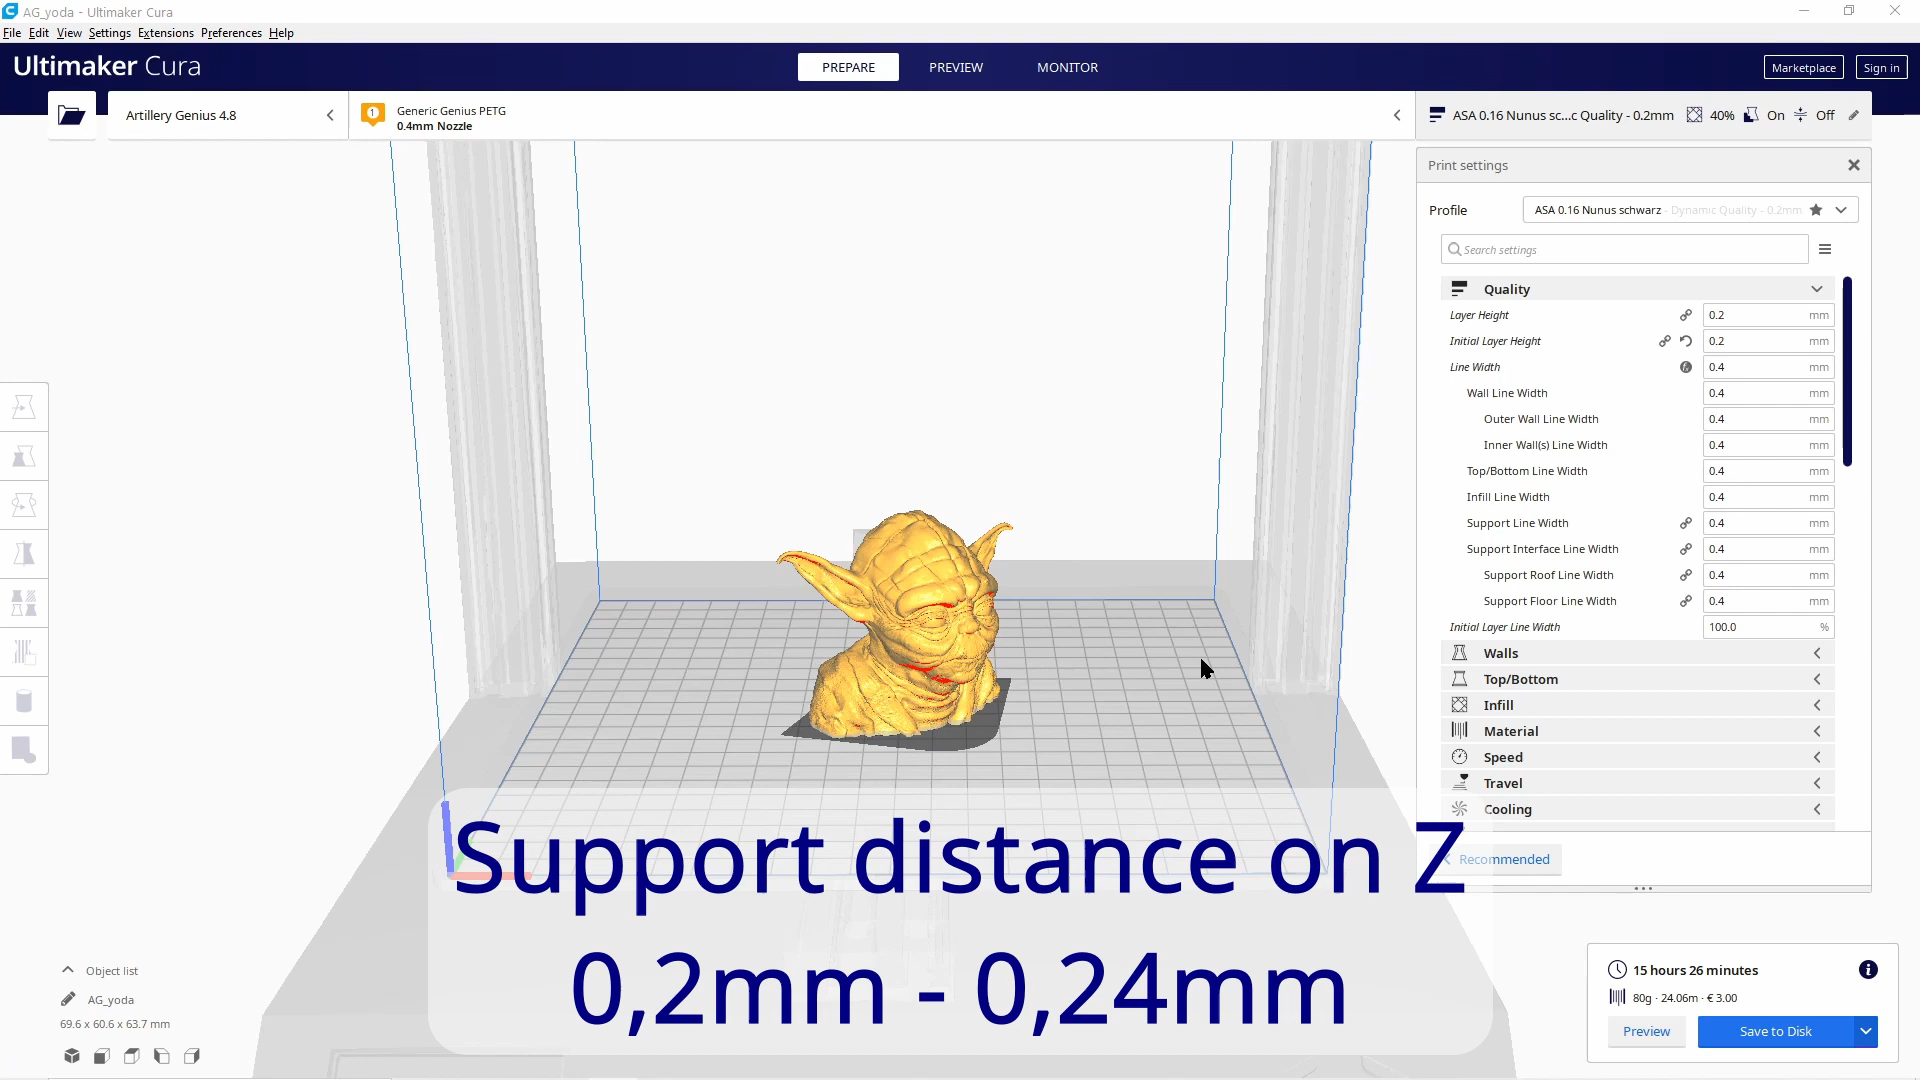 AG_yoda - Ultimaker Cura
File Edit View Settings Extensions Preferences Help
Ultimaker Cura
PREPARE
PREVIEW
MONITOR
Marketplace
Sign in
Artillery Genius 4.8
1
Generic Genius PETG
0.4mm Nozzle
ASA 0.16 Nunus sc...c Quality - 0.2mm
40%
On
Off
Print settings
Profile
ASA 0.16 Nunus schwarz - Dynamic Quality - 0.2mm
Search settings
Quality
Layer Height 0.2 mm
Initial Layer Height 0.2 mm
Line Width 0.4 mm
Wall Line Width 0.4 mm
Outer Wall Line Width 0.4 mm
Inner Wall(s) Line Width 0.4 mm
Top/Bottom Line Width 0.4 mm
Infill Line Width 0.4 mm
Support Line Width 0.4 mm
Support Interface Line Width 0.4 mm
Support Roof Line Width 0.4 mm
Support Floor Line Width 0.4 mm
Initial Layer Line Width 100.0 %
Walls
Top/Bottom
Infill
Material
Speed
Travel
Cooling
Recommended
Support distance on Z
0,2mm - 0,24mm
Object list
AG_yoda
69.6 x 60.6 x 63.7 mm
15 hours 26 minutes
80g · 24.06m · € 3.00
Preview
Save to Disk